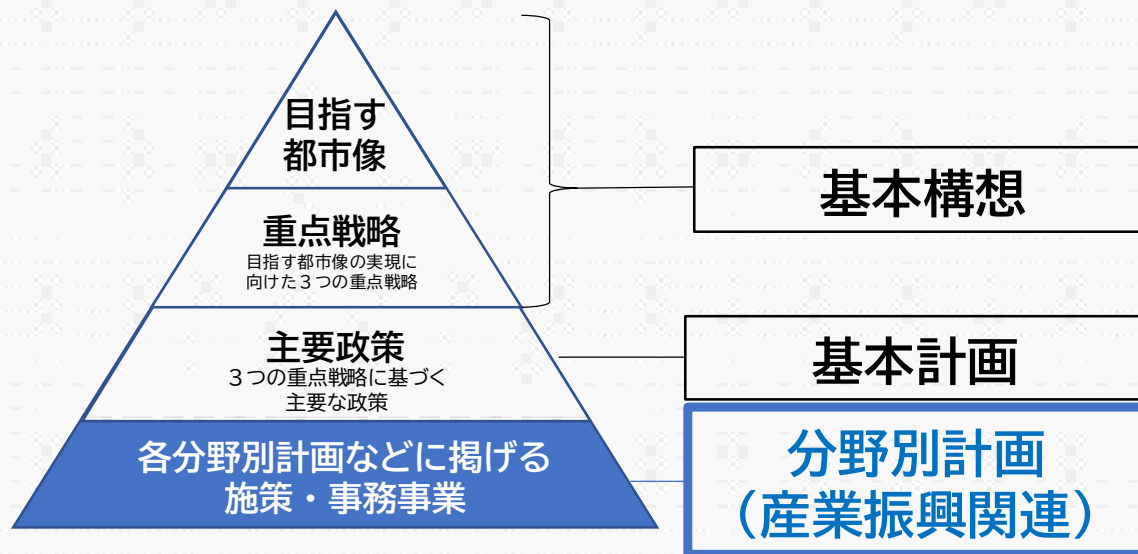 目指す
都市像
重点戦略
目指す都市像の実現に
向けた３つの重点戦略
主要政策
３つの重点戦略に基づく
主要な政策
各分野別計画などに掲げる
施策・事務事業
基本構想
基本計画
分野別計画
（産業振興関連）